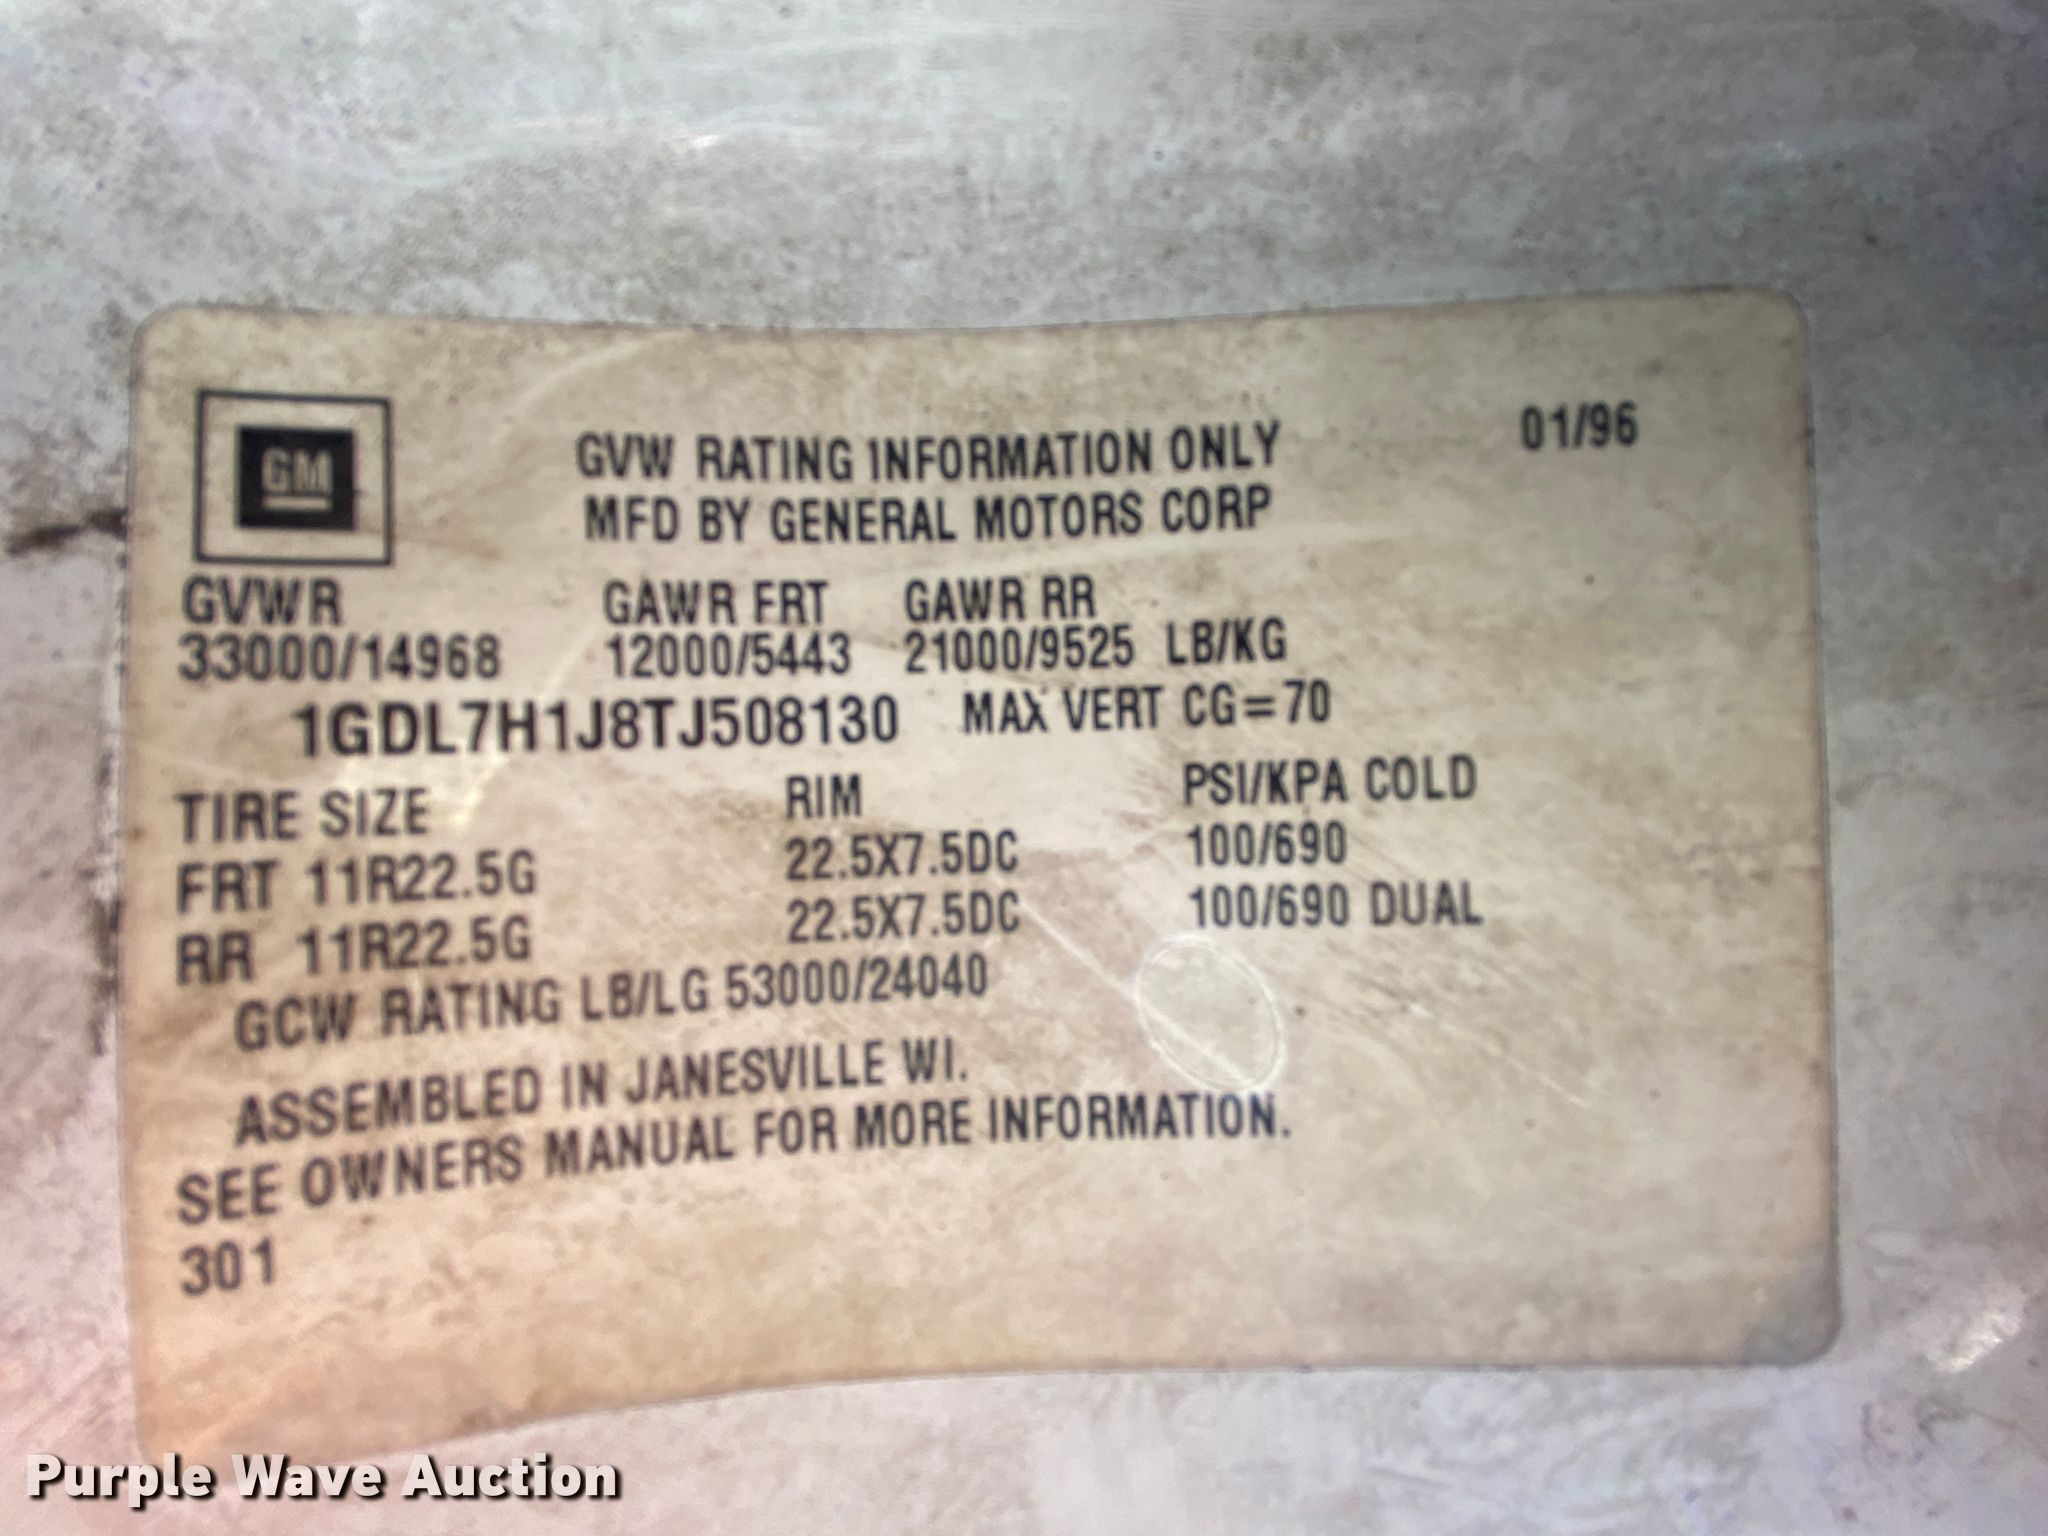 GM
GVW RATING INFORMATION ONLY 01/96
MFD BY GENERAL MOTORS CORP
GVWR GAWR FRT GAWR RR
33000/14968 12000/5443 21000/9525 LB/KG
1GDL7H1J8TJ508130 MAX VERT CG=70
TIRE SIZE RIM PSI/KPA COLD
FRT 11R22.5G 22.5X7.5DC 100/690
RR 11R22.5G 22.5X7.5DC 100/690 DUAL
GCW RATING LB/LG 53000/24040
ASSEMBLED IN JANESVILLE WI.
SEE OWNERS MANUAL FOR MORE INFORMATION.
301
Purple Wave Auction